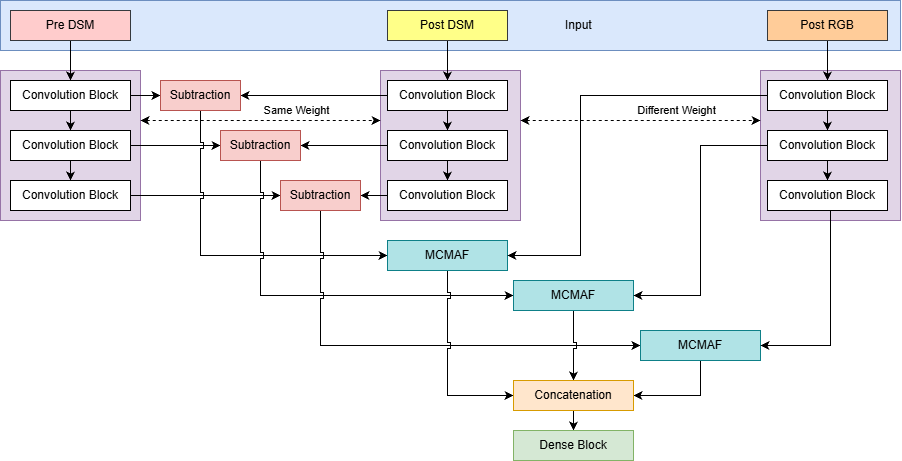 Pre DSM
Post DSM
Input
Post RGB
Convolution Block
Subtraction
Convolution Block
Convolution Block
Same Weight
Different Weight
Convolution Block
Subtraction
Convolution Block
Convolution Block
Convolution Block
Subtraction
Convolution Block
Convolution Block
MCMAF
MCMAF
MCMAF
Concatenation
Dense Block